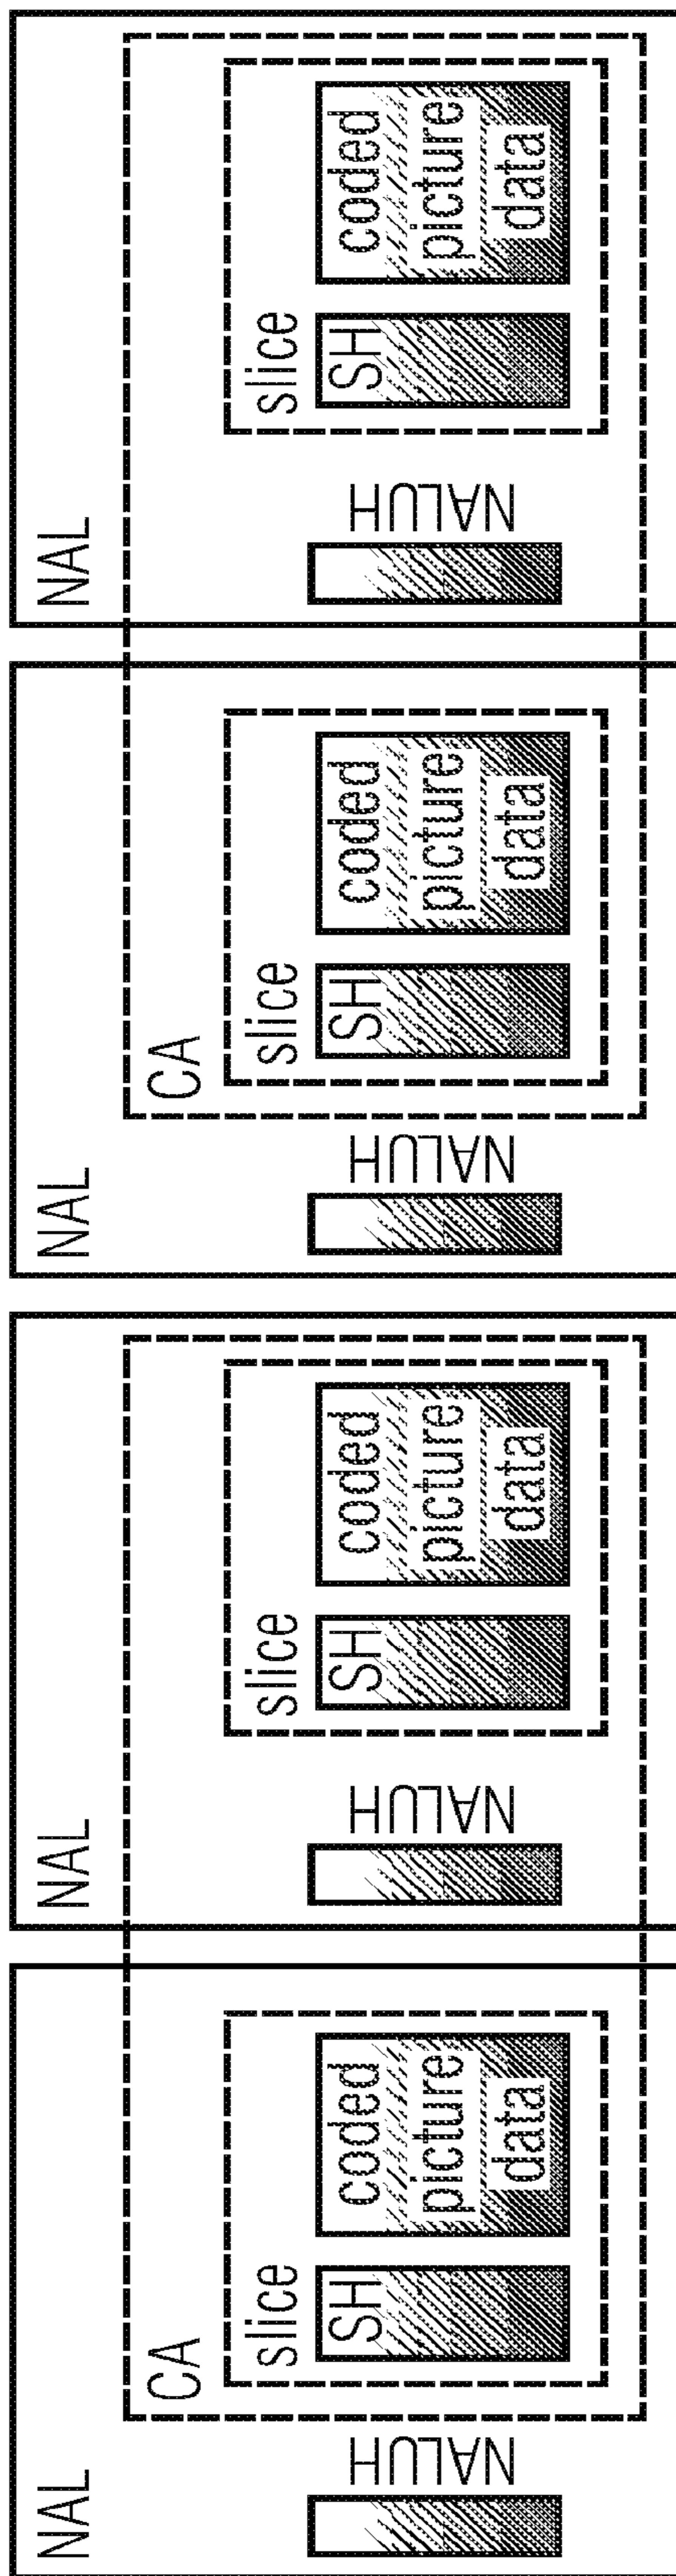 NAL
CA
slice
NALUH
SH
coded
picture
data
NAL
slice
NALUH
SH
coded
picture
data
NAL
CA
slice
NALUH
SH
coded
picture
data
NAL
slice
NALUH
SH
coded
picture
data